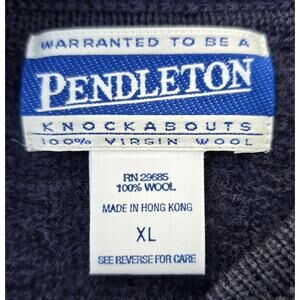 WARRANTED TO BE A
PENDLETON
KNOCKABOUTS
100% VIRGIN WOOL
RN 29685
100% WOOL
MADE IN HONG KONG
XL
SEE REVERSE FOR CARE